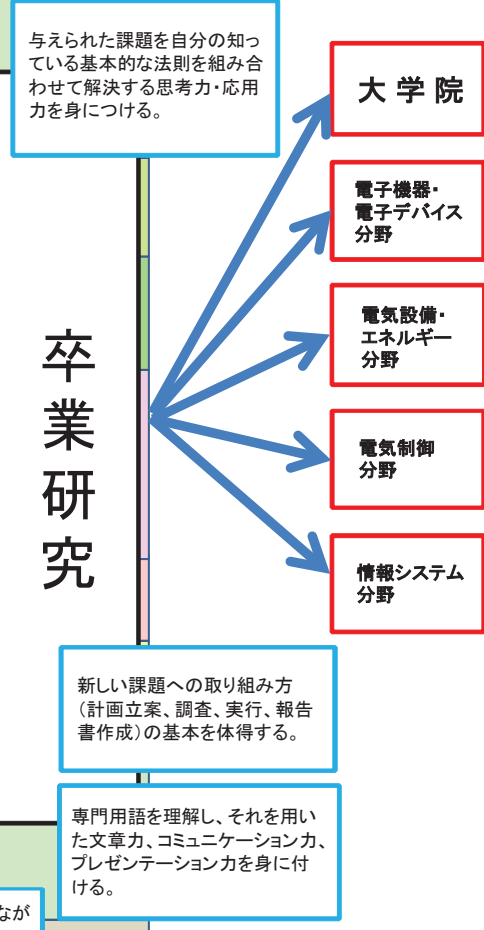 与えられた課題を自分の知っ
ている基本的な法則を組み合
わせて解決する思考力・応用
力を身につける。
大学院
電子機器・
電子デバイス
分野
電気設備・
エネルギー
分野
電気制御
分野
情報システム
分野
卒業研究
新しい課題への取り組み方
（計画立案、調査、実行、報告
書作成）の基本を体得する。
専門用語を理解し、それを用い
た文章力、コミュニケーション力、
プレゼンテーション力を身に付
ける。
なが